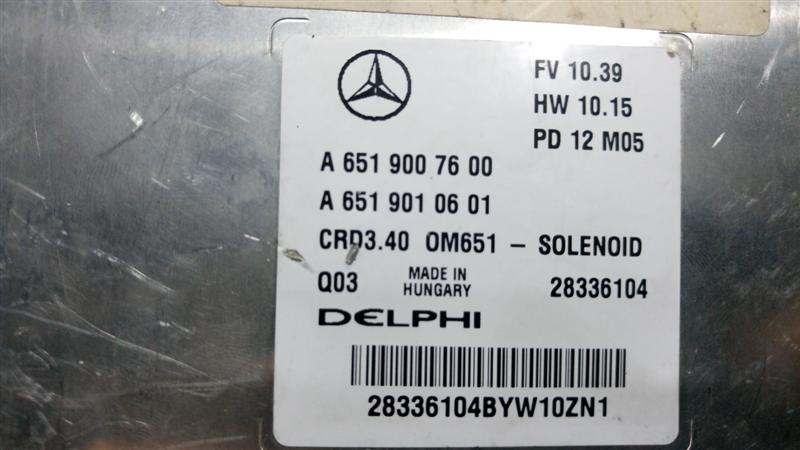 FV 10.39
HW 10.15
PD 12 M05
A 651 900 76 00
A 651 901 06 01
CRD3.40 OM651 - SOLENOID
Q03 MADE IN HUNGARY 28336104
DELPHI
28336104BYW10ZN1